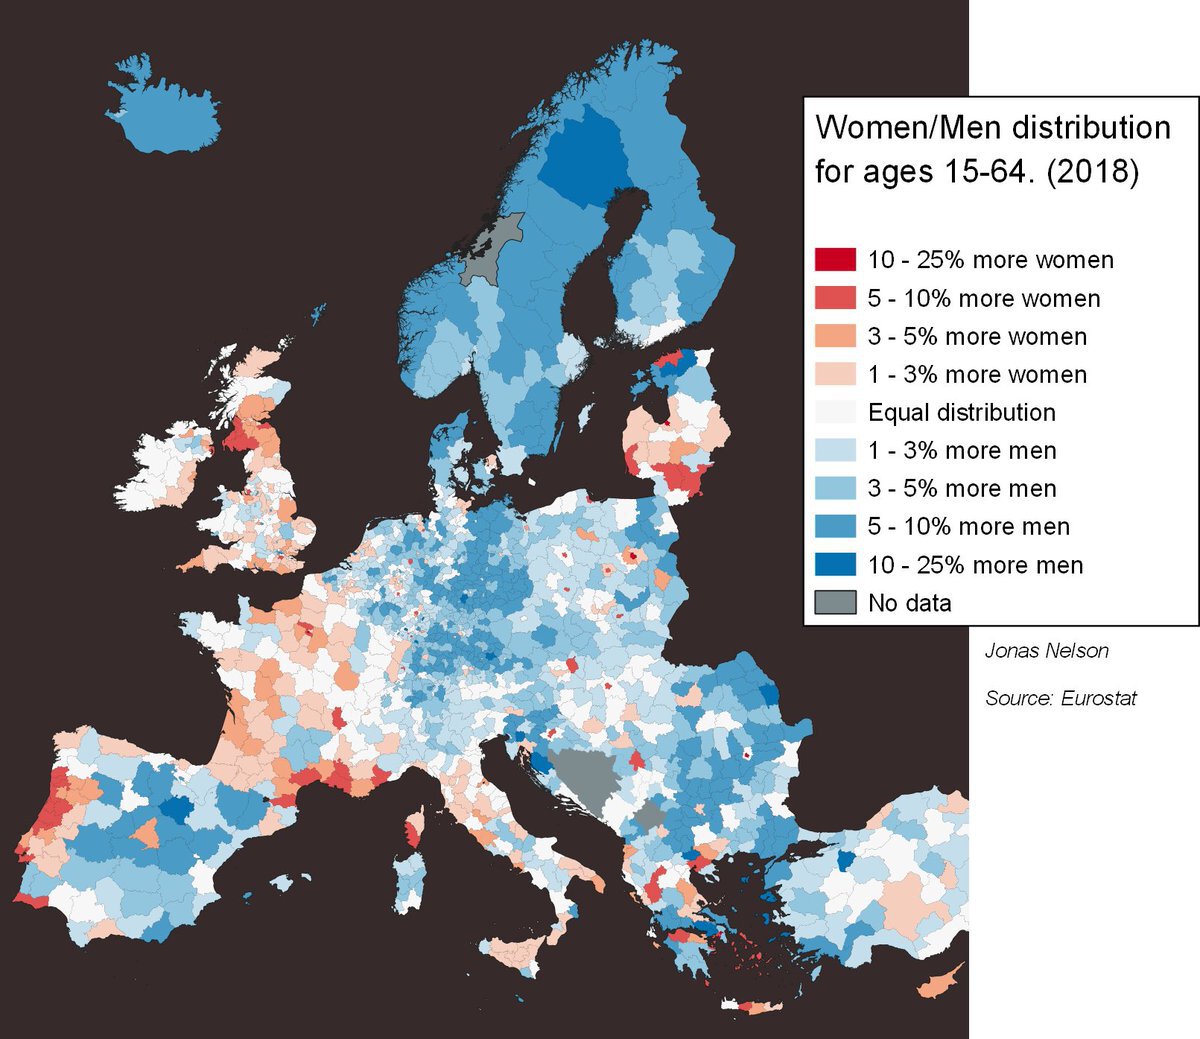 Women/Men distribution
for ages 15-64. (2018)
10 - 25% more women
5 - 10% more women
3 - 5% more women
1 - 3% more women
Equal distribution
1 - 3% more men
3 - 5% more men
5 - 10% more men
10 - 25% more men
No data
Jonas Nelson
Source: Eurostat